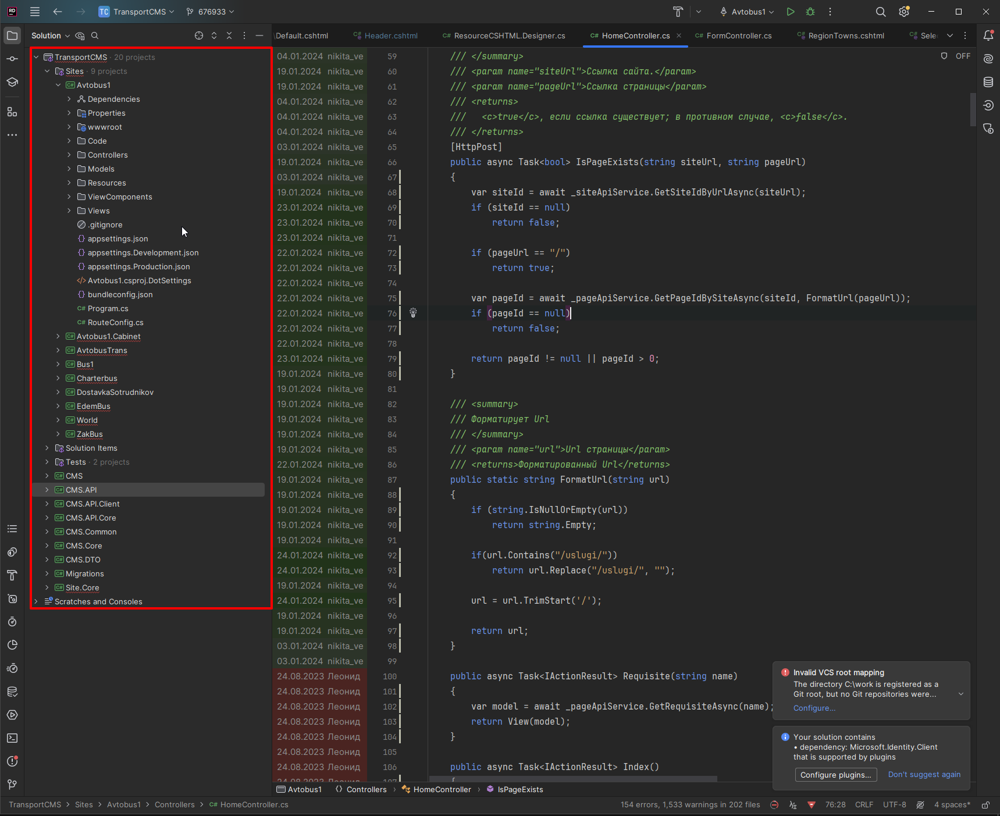 RD TC TransportCMS 676933 Avtobus1
Solution
\Default.cshtml Header.cshtml C# ResourceCSHTML.Designer.cs C# HomeController.cs C# FormController.cs RegionTowns.cshtml
TransportCMS · 20 projects
Sites · 9 projects
C# Avtobus1
Dependencies
Properties
wwwroot
Code
Controllers
Models
Resources
ViewComponents
Views
.gitignore
{} appsettings.json
{} appsettings.Development.json
{} appsettings.Production.json
</> Avtobus1.csproj.DotSettings
{} bundleconfig.json
C# Program.cs
C# RouteConfig.cs
C# Avtobus1.Cabinet
C# AvtobusTrans
C# Bus1
C# Charterbus
C# DostavkaSotrudnikov
C# EdemBus
C# World
C# ZakBus
Solution Items
Tests · 2 projects
C# CMS
C# CMS.API
C# CMS.API.Client
C# CMS.API.Core
C# CMS.Common
C# CMS.Core
C# CMS.DTO
C# Migrations
C# Site.Core
Scratches and Consoles
OFF
04.01.2024 nikita_ve 59 /// </summary>
19.01.2024 nikita_ve 60 /// <param name="siteUrl">Ссылка сайта.</param>
19.01.2024 nikita_ve 61 /// <param name="pageUrl">Ссылка страницы</param>
04.01.2024 nikita_ve 62 /// <returns>
04.01.2024 nikita_ve 63 ///   <c>true</c>, если ссылка существует; в противном случае, <c>false</c>.
04.01.2024 nikita_ve 64 /// </returns>
03.01.2024 nikita_ve 65 [HttpPost]
19.01.2024 nikita_ve 66 public async Task<bool> IsPageExists(string siteUrl, string pageUrl)
03.01.2024 nikita_ve 67 {
19.01.2024 nikita_ve 68 var siteId = await _siteApiService.GetSiteIdByUrlAsync(siteUrl);
23.01.2024 nikita_ve 69 if (siteId == null)
23.01.2024 nikita_ve 70 return false;
23.01.2024 nikita_ve 71
22.01.2024 nikita_ve 72 if (pageUrl == "/")
22.01.2024 nikita_ve 73 return true;
22.01.2024 nikita_ve 74
22.01.2024 nikita_ve 75 var pageId = await _pageApiService.GetPageIdBySiteAsync(siteId, FormatUrl(pageUrl));
22.01.2024 nikita_ve 76 if (pageId == null)
22.01.2024 nikita_ve 77 return false;
22.01.2024 nikita_ve 78
23.01.2024 nikita_ve 79 return pageId != null || pageId > 0;
19.01.2024 nikita_ve 80 }
19.01.2024 nikita_ve 81
19.01.2024 nikita_ve 82 /// <summary>
19.01.2024 nikita_ve 83 /// Форматирует Url
19.01.2024 nikita_ve 84 /// </summary>
19.01.2024 nikita_ve 85 /// <param name="url">Url страницы</param>
22.01.2024 nikita_ve 86 /// <returns>Форматированный Url</returns>
19.01.2024 nikita_ve 87 public static string FormatUrl(string url)
19.01.2024 nikita_ve 88 {
19.01.2024 nikita_ve 89 if (string.IsNullOrEmpty(url))
19.01.2024 nikita_ve 90 return string.Empty;
19.01.2024 nikita_ve 91
24.01.2024 nikita_ve 92 if(url.Contains("/uslugi/"))
24.01.2024 nikita_ve 93 return url.Replace("/uslugi/", "");
19.01.2024 nikita_ve 94
24.01.2024 nikita_ve 95 url = url.TrimStart('/');
19.01.2024 nikita_ve 96
19.01.2024 nikita_ve 97 return url;
03.01.2024 nikita_ve 98 }
03.01.2024 nikita_ve 99
24.08.2023 Леонид 100 public async Task<IActionResult> Requisite(string name)
24.08.2023 Леонид 101 {
24.08.2023 Леонид 102 var model = await _pageApiService.GetRequisiteAsync(name);
24.08.2023 Леонид 103 return View(model);
24.08.2023 Леонид 104 }
24.08.2023 Леонид 105
24.08.2023 Леонид 106 public async Task<IActionResult> Index()
Invalid VCS root mapping
The directory C:\work is registered as a
Git root, but no Git repositories were...
Configure...
Your solution contains
• dependency: Microsoft.Identity.Client
that is supported by plugins
Configure plugins... Don't suggest again
Avtobus1 Controllers HomeController IsPageExists
TransportCMS Sites Avtobus1 Controllers C# HomeController.cs 154 errors, 1,533 warnings in 202 files 76:28 CRLF UTF-8 4 spaces*